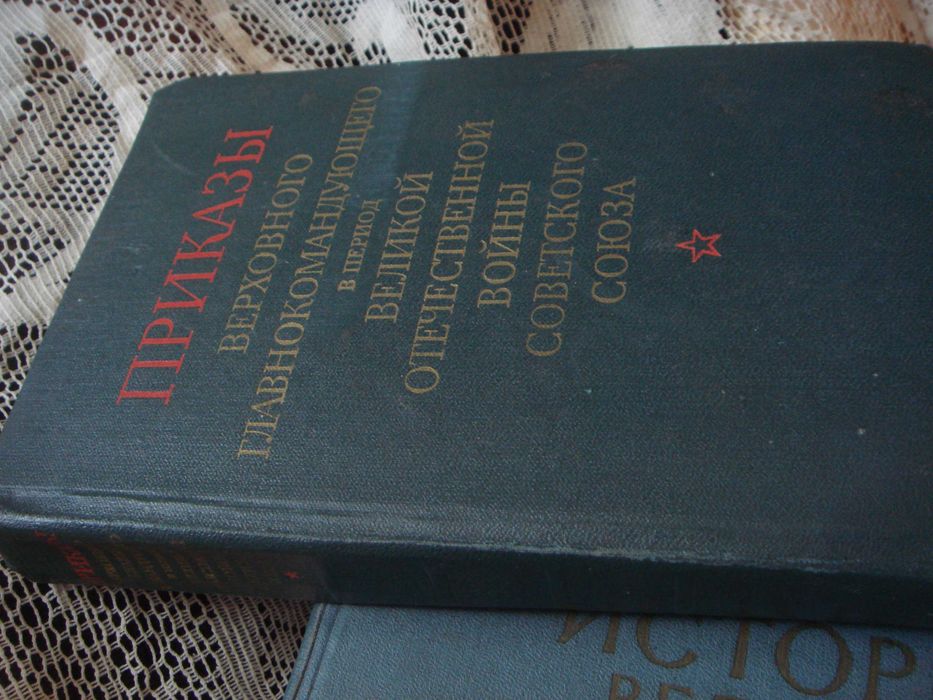 ПРИКАЗЫ
ВЕРХОВНОГО
ГЛАВНОКОМАНДУЮЩЕГО
В ПЕРИОД
ВЕЛИКОЙ
ОТЕЧЕСТВЕННОЙ
ВОЙНЫ
СОВЕТСКОГО
СОЮЗА
ИСТОР